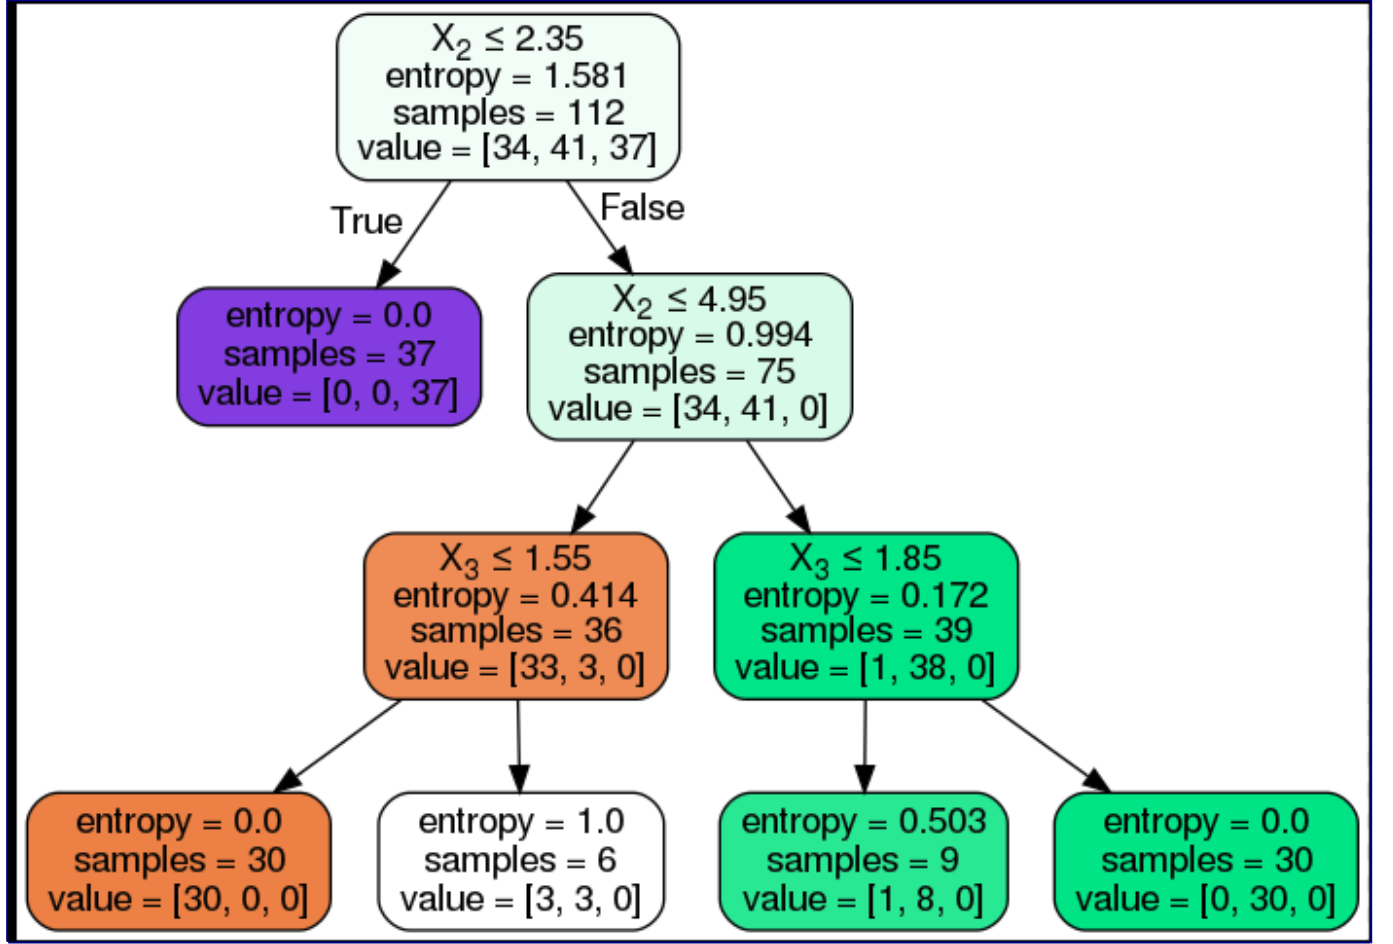 X₂ ≤ 2.35
entropy = 1.581
samples = 112
value = [34, 41, 37]
True
False
entropy = 0.0
samples = 37
value = [0, 0, 37]
X₂ ≤ 4.95
entropy = 0.994
samples = 75
value = [34, 41, 0]
X₃ ≤ 1.55
entropy = 0.414
samples = 36
value = [33, 3, 0]
X₃ ≤ 1.85
entropy = 0.172
samples = 39
value = [1, 38, 0]
entropy = 0.0
samples = 30
value = [30, 0, 0]
entropy = 1.0
samples = 6
value = [3, 3, 0]
entropy = 0.503
samples = 9
value = [1, 8, 0]
entropy = 0.0
samples = 30
value = [0, 30, 0]